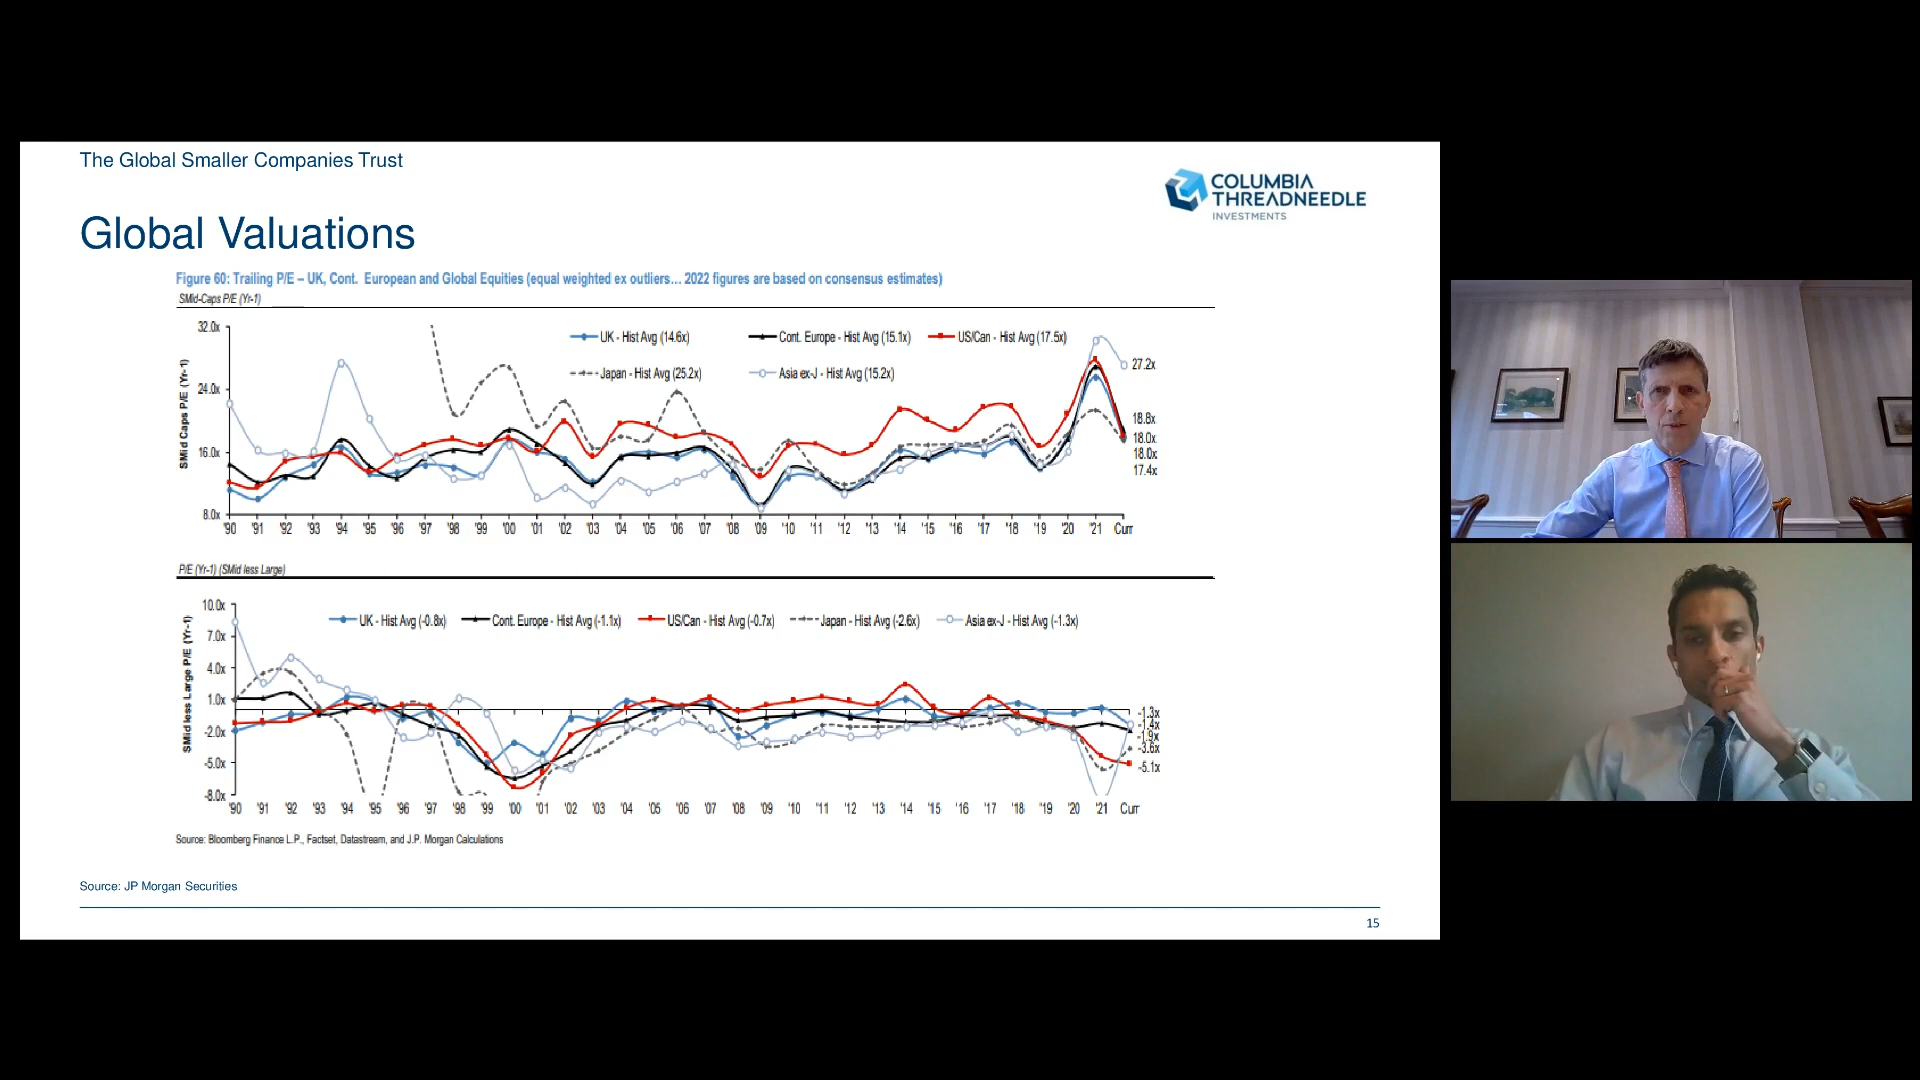 The Global Smaller Companies Trust
COLUMBIA
THREADNEEDLE
INVESTMENTS
Global Valuations
Figure 60: Trailing P/E – UK, Cont. European and Global Equities (equal weighted ex outliers... 2022 figures are based on consensus estimates)
SMid-Caps P/E (Yr-1)
SMid Caps P/E (Yr-1)
32.0x
24.0x
16.0x
8.0x
UK - Hist Avg (14.6x)
Cont. Europe - Hist Avg (15.1x)
US/Can - Hist Avg (17.5x)
Japan - Hist Avg (25.2x)
Asia ex-J - Hist Avg (15.2x)
27.2x
18.8x
18.0x
18.0x
17.4x
'90 '91 '92 '93 '94 '95 '96 '97 '98 '99 '00 '01 '02 '03 '04 '05 '06 '07 '08 '09 '10 '11 '12 '13 '14 '15 '16 '17 '18 '19 '20 '21 Curr
P/E (Yr-1) (SMid less Large)
SMid less Large P/E (Yr-1)
10.0x
7.0x
4.0x
1.0x
-2.0x
-5.0x
-8.0x
UK - Hist Avg (-0.8x)
Cont. Europe - Hist Avg (-1.1x)
US/Can - Hist Avg (-0.7x)
Japan - Hist Avg (-2.6x)
Asia ex-J - Hist Avg (-1.3x)
-1.3x
-1.4x
-1.9x
-3.6x
-5.1x
'90 '91 '92 '93 '94 '95 '96 '97 '98 '99 '00 '01 '02 '03 '04 '05 '06 '07 '08 '09 '10 '11 '12 '13 '14 '15 '16 '17 '18 '19 '20 '21 Curr
Source: Bloomberg Finance L.P., Factset, Datastream, and J.P. Morgan Calculations
Source: JP Morgan Securities
15